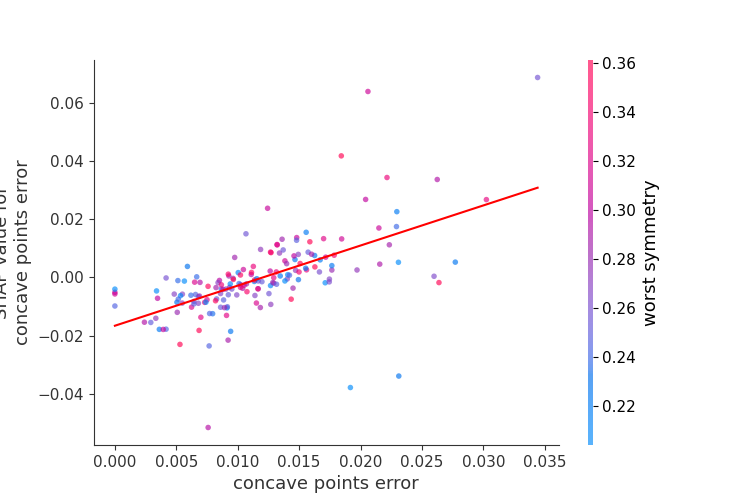 SHAP value for
concave points error
0.06
0.04
0.02
0.00
−0.02
−0.04
0.000 0.005 0.010 0.015 0.020 0.025 0.030 0.035
concave points error
0.36
0.34
0.32
0.30
0.28
0.26
0.24
0.22
worst symmetry